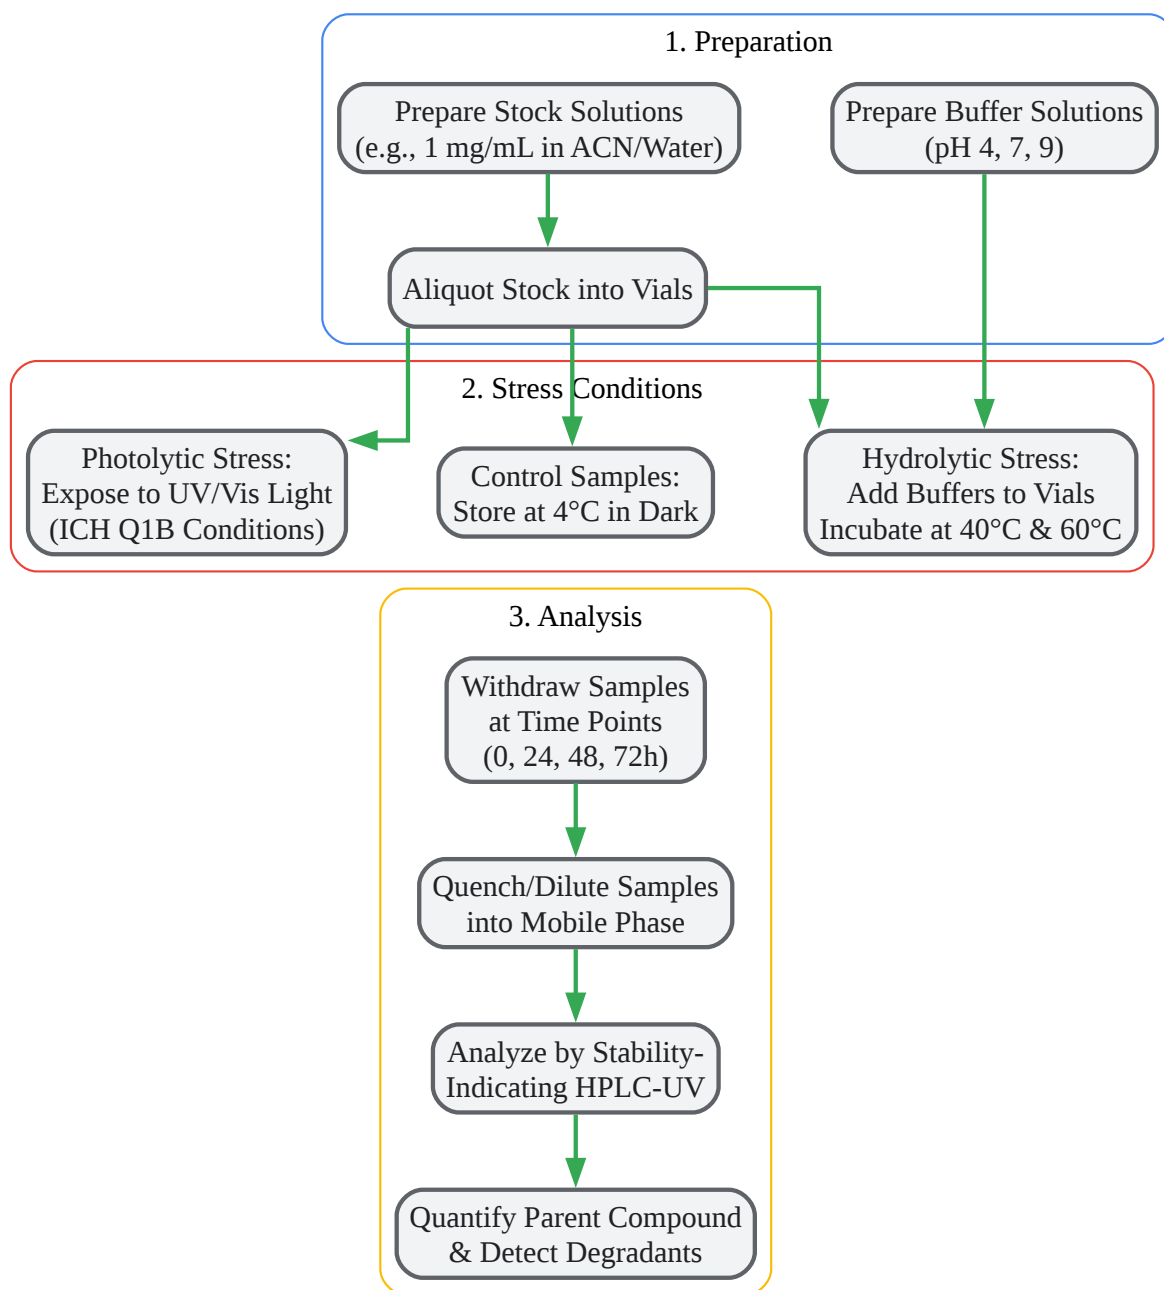 1. Preparation
Prepare Stock Solutions
(e.g., 1 mg/mL in ACN/Water)
Prepare Buffer Solutions
(pH 4, 7, 9)
Aliquot Stock into Vials
2. Stress Conditions
Photolytic Stress:
Expose to UV/Vis Light
(ICH Q1B Conditions)
Control Samples:
Store at 4°C in Dark
Hydrolytic Stress:
Add Buffers to Vials
Incubate at 40°C & 60°C
3. Analysis
Withdraw Samples
at Time Points
(0, 24, 48, 72h)
Quench/Dilute Samples
into Mobile Phase
Analyze by Stability-
Indicating HPLC-UV
Quantify Parent Compound
& Detect Degradants